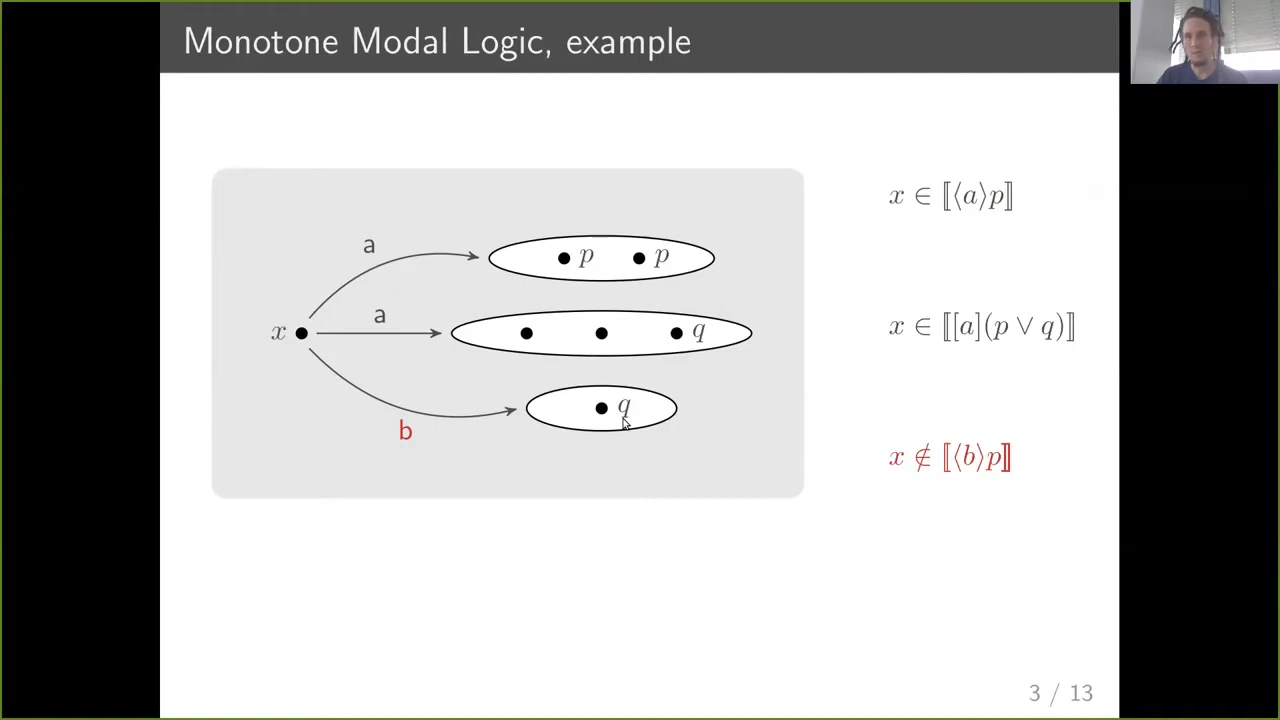 Monotone Modal Logic, example
a
p p
x ∈ ⟦⟨a⟩p⟧
a
x
q
x ∈ ⟦[a](p ∨ q)⟧
q
b
x ∉ ⟦⟨b⟩p⟧
3 / 13